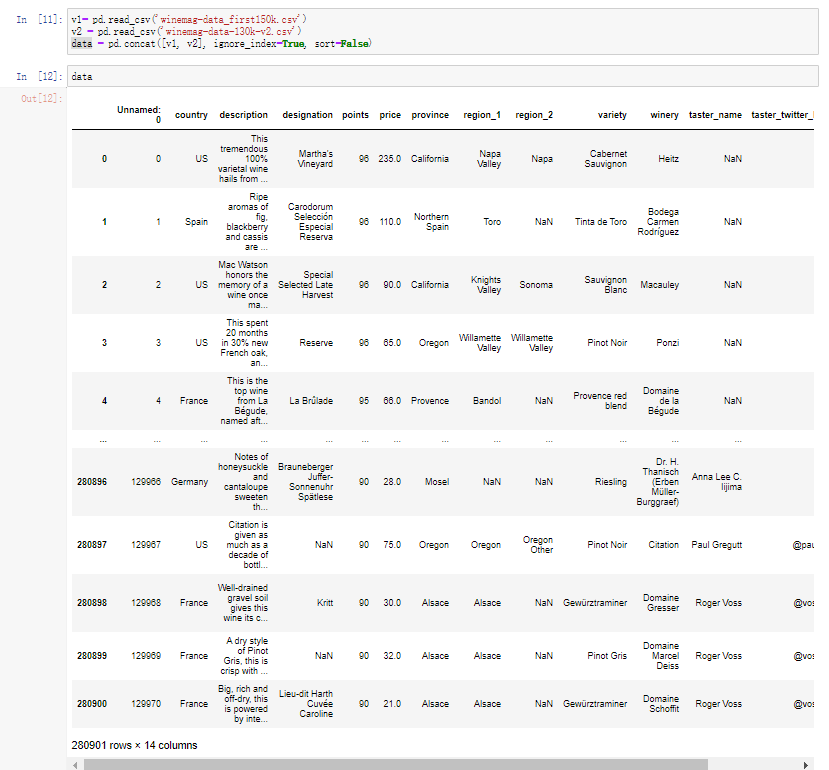 In [11]: v1= pd.read_csv('winemag-data_first150k.csv')
v2 = pd.read_csv('winemag-data-130k-v2.csv')
data = pd.concat([v1, v2], ignore_index=True, sort=False)
In [12]: data
Out[12]:
Unnamed: 0 country description designation points price province region_1 region_2 variety winery taster_name taster_twitter_
0 0 US This tremendous 100% varietal wine hails from ... Martha's Vineyard 96 235.0 California Napa Valley Napa Cabernet Sauvignon Heitz NaN
1 1 Spain Ripe aromas of fig, blackberry and cassis are ... Carodorum Selección Especial Reserva 96 110.0 Northern Spain Toro NaN Tinta de Toro Bodega Carmen Rodríguez NaN
2 2 US Mac Watson honors the memory of a wine once ma... Special Selected Late Harvest 96 90.0 California Knights Valley Sonoma Sauvignon Blanc Macauley NaN
3 3 US This spent 20 months in 30% new French oak, an... Reserve 96 65.0 Oregon Willamette Valley Willamette Valley Pinot Noir Ponzi NaN
4 4 France This is the top wine from La Bégude, named aft... La Brûlade 95 66.0 Provence Bandol NaN Provence red blend Domaine de la Bégude NaN
... ... ... ... ... ... ... ... ... ... ... ... ...
280896 129966 Germany Notes of honeysuckle and cantaloupe sweeten th... Brauneberger Juffer-Sonnenuhr Spätlese 90 28.0 Mosel NaN NaN Riesling Dr. H. Thanisch (Erben Müller-Burggraef) Anna Lee C. Iijima
280897 129967 US Citation is given as much as a decade of bottl... NaN 90 75.0 Oregon Oregon Oregon Other Pinot Noir Citation Paul Gregutt @pau
280898 129968 France Well-drained gravel soil gives this wine its c... Kritt 90 30.0 Alsace Alsace NaN Gewürztraminer Domaine Gresser Roger Voss @vos
280899 129969 France A dry style of Pinot Gris, this is crisp with ... NaN 90 32.0 Alsace Alsace NaN Pinot Gris Domaine Marcel Deiss Roger Voss @vos
280900 129970 France Big, rich and off-dry, this is powered by inte... Lieu-dit Harth Cuvée Caroline 90 21.0 Alsace Alsace NaN Gewürztraminer Domaine Schoffit Roger Voss @vos
280901 rows × 14 columns